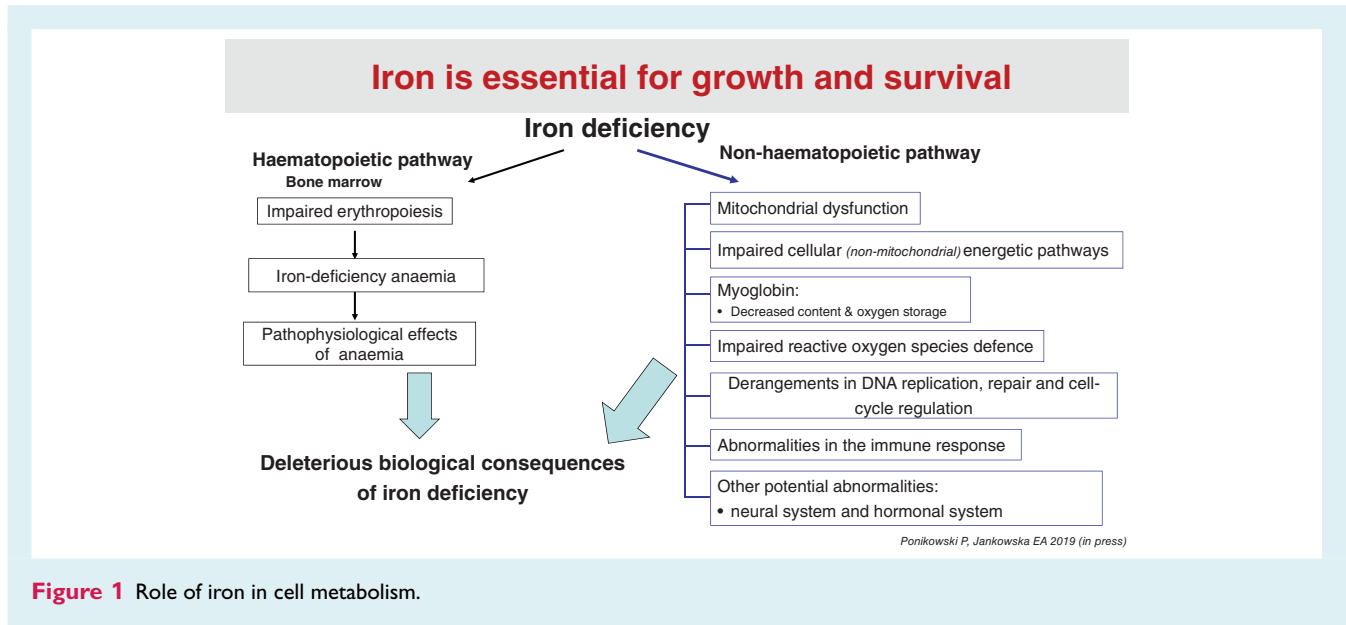 Iron is essential for growth and survival
Iron deficiency
Haematopoietic pathway
Bone marrow
Impaired erythropoiesis
Iron-deficiency anaemia
Pathophysiological effects
of anaemia
Non-haematopoietic pathway
Mitochondrial dysfunction
Impaired cellular (non-mitochondrial) energetic pathways
Myoglobin:
• Decreased content & oxygen storage
Impaired reactive oxygen species defence
Derangements in DNA replication, repair and cell-
cycle regulation
Abnormalities in the immune response
Other potential abnormalities:
• neural system and hormonal system
Deleterious biological consequences
of iron deficiency
Ponikowski P, Jankowska EA 2019 (in press)
Figure 1 Role of iron in cell metabolism.